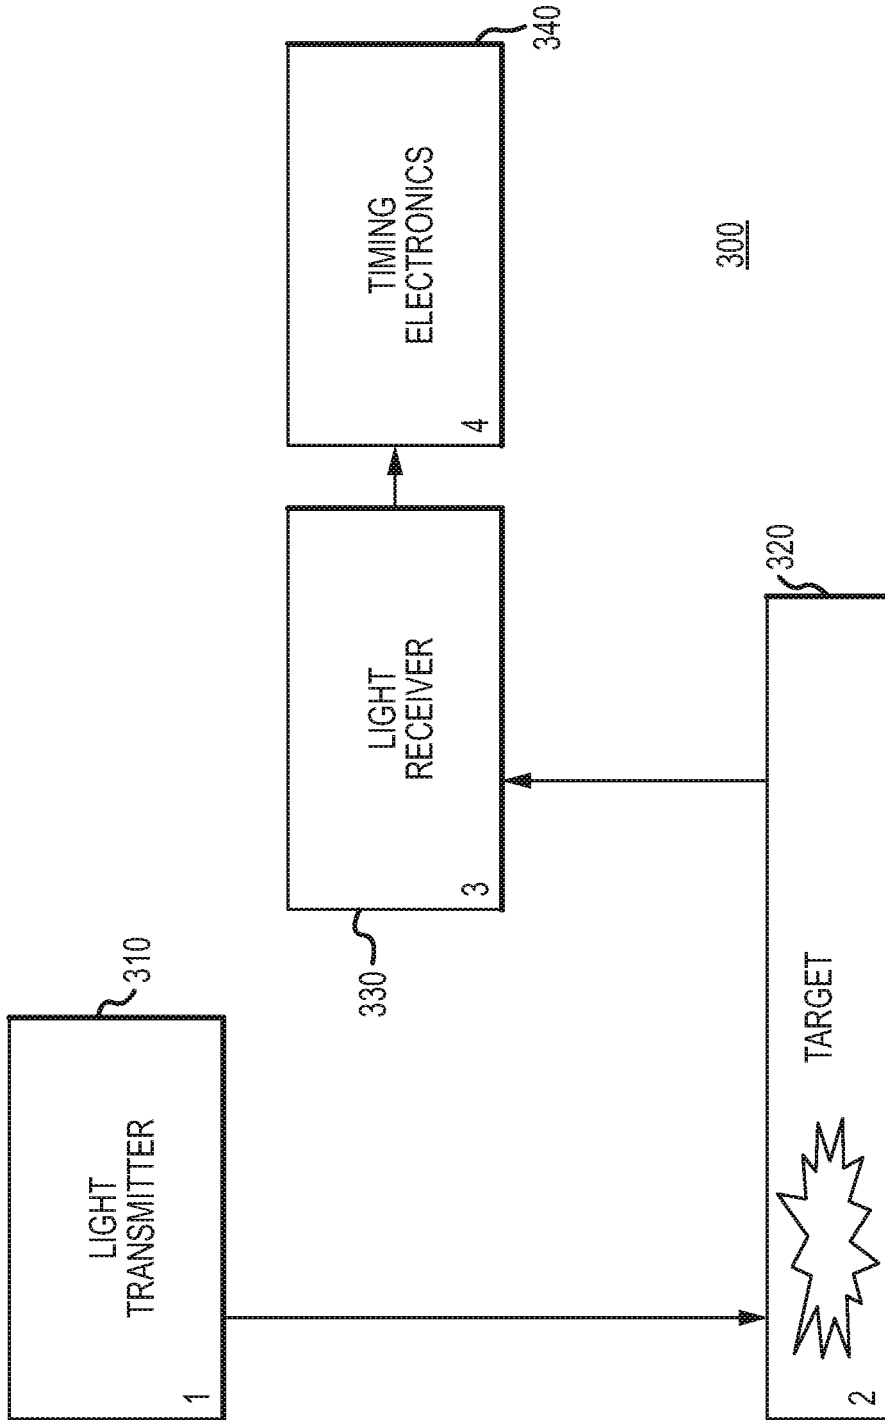 LIGHT
TRANSMITTER
1
310
TARGET
2
320
LIGHT
RECEIVER
3
330
TIMING
ELECTRONICS
4
340
300